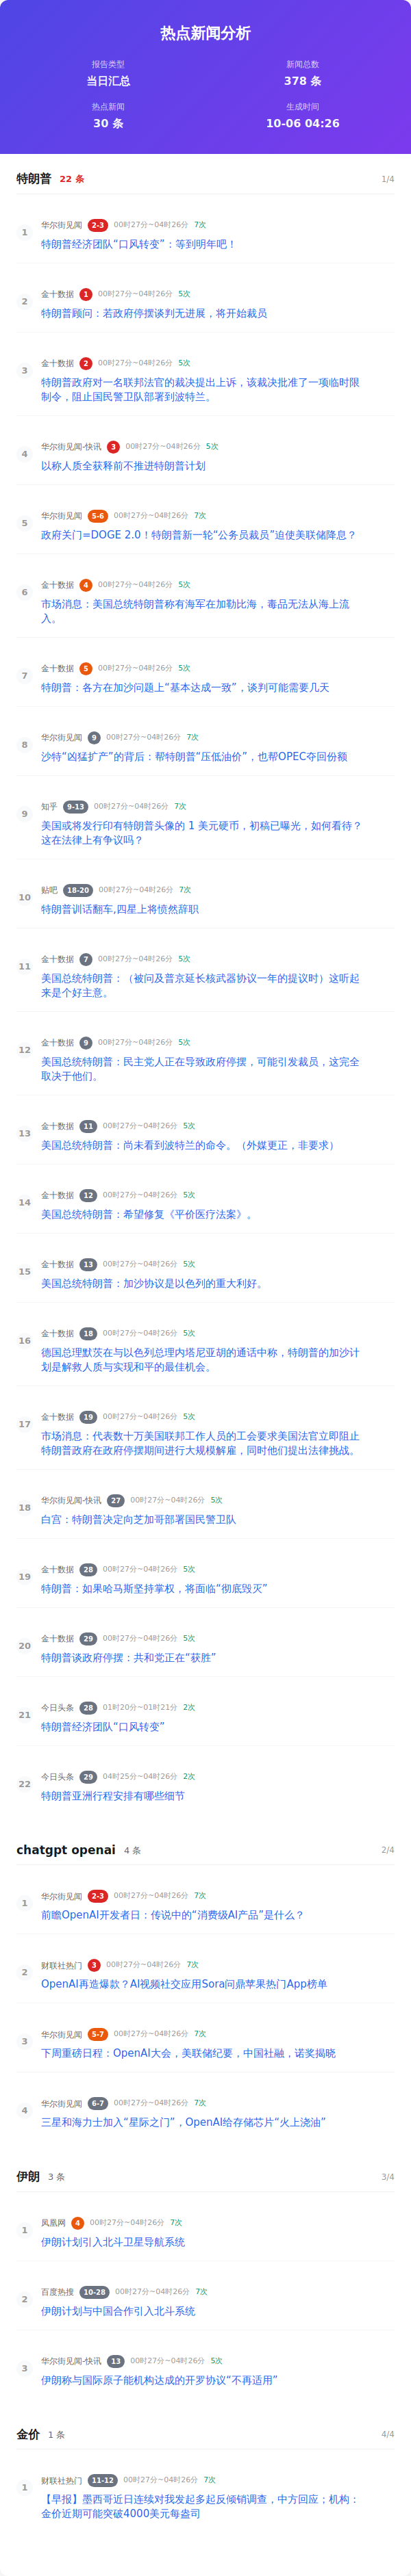 热点新闻分析
报告类型
当日汇总
新闻总数
378 条
热点新闻
30 条
生成时间
10-06 04:26
特朗普 22 条 1/4
1
华尔街见闻 2-3 00时27分~04时26分 7次
特朗普经济团队“口风转变”：等到明年吧！
2
金十数据 1 00时27分~04时26分 5次
特朗普顾问：若政府停摆谈判无进展，将开始裁员
3
金十数据 2 00时27分~04时26分 5次
特朗普政府对一名联邦法官的裁决提出上诉，该裁决批准了一项临时限
制令，阻止国民警卫队部署到波特兰。
4
华尔街见闻-快讯 3 00时27分~04时26分 5次
以称人质全获释前不推进特朗普计划
5
华尔街见闻 5-6 00时27分~04时26分 7次
政府关门=DOGE 2.0！特朗普新一轮“公务员裁员”迫使美联储降息？
6
金十数据 4 00时27分~04时26分 5次
市场消息：美国总统特朗普称有海军在加勒比海，毒品无法从海上流
入。
7
金十数据 5 00时27分~04时26分 5次
特朗普：各方在加沙问题上“基本达成一致”，谈判可能需要几天
8
华尔街见闻 9 00时27分~04时26分 7次
沙特“凶猛扩产”的背后：帮特朗普“压低油价”，也帮OPEC夺回份额
9
知乎 9-13 00时27分~04时26分 7次
美国或将发行印有特朗普头像的 1 美元硬币，初稿已曝光，如何看待？
这在法律上有争议吗？
10
贴吧 18-20 00时27分~04时26分 7次
特朗普训话翻车,四星上将愤然辞职
11
金十数据 7 00时27分~04时26分 5次
美国总统特朗普：（被问及普京延长核武器协议一年的提议时）这听起
来是个好主意。
12
金十数据 9 00时27分~04时26分 5次
美国总统特朗普：民主党人正在导致政府停摆，可能引发裁员，这完全
取决于他们。
13
金十数据 11 00时27分~04时26分 5次
美国总统特朗普：尚未看到波特兰的命令。（外媒更正，非要求）
14
金十数据 12 00时27分~04时26分 5次
美国总统特朗普：希望修复《平价医疗法案》。
15
金十数据 13 00时27分~04时26分 5次
美国总统特朗普：加沙协议是以色列的重大利好。
16
金十数据 18 00时27分~04时26分 5次
德国总理默茨在与以色列总理内塔尼亚胡的通话中称，特朗普的加沙计
划是解救人质与实现和平的最佳机会。
17
金十数据 19 00时27分~04时26分 5次
市场消息：代表数十万美国联邦工作人员的工会要求美国法官立即阻止
特朗普政府在政府停摆期间进行大规模解雇，同时他们提出法律挑战。
18
华尔街见闻-快讯 27 00时27分~04时26分 5次
白宫：特朗普决定向芝加哥部署国民警卫队
19
金十数据 28 00时27分~04时26分 5次
特朗普：如果哈马斯坚持掌权，将面临“彻底毁灭”
20
金十数据 29 00时27分~04时26分 5次
特朗普谈政府停摆：共和党正在“获胜”
21
今日头条 28 01时20分~01时21分 2次
特朗普经济团队“口风转变”
22
今日头条 29 04时25分~04时26分 2次
特朗普亚洲行程安排有哪些细节
chatgpt openai 4 条 2/4
1
华尔街见闻 2-3 00时27分~04时26分 7次
前瞻OpenAI开发者日：传说中的“消费级AI产品”是什么？
2
财联社热门 3 00时27分~04时26分 7次
OpenAI再造爆款？AI视频社交应用Sora问鼎苹果热门App榜单
3
华尔街见闻 5-7 00时27分~04时26分 7次
下周重磅日程：OpenAI大会，美联储纪要，中国社融，诺奖揭晓
4
华尔街见闻 6-7 00时27分~04时26分 7次
三星和海力士加入“星际之门”，OpenAI给存储芯片“火上浇油”
伊朗 3 条 3/4
1
凤凰网 4 00时27分~04时26分 7次
伊朗计划引入北斗卫星导航系统
2
百度热搜 10-28 00时27分~04时26分 7次
伊朗计划与中国合作引入北斗系统
3
华尔街见闻-快讯 13 00时27分~04时26分 5次
伊朗称与国际原子能机构达成的开罗协议“不再适用”
金价 1 条 4/4
1
财联社热门 11-12 00时27分~04时26分 7次
【早报】墨西哥近日连续对我发起多起反倾销调查，中方回应；机构：
金价近期可能突破4000美元每盎司